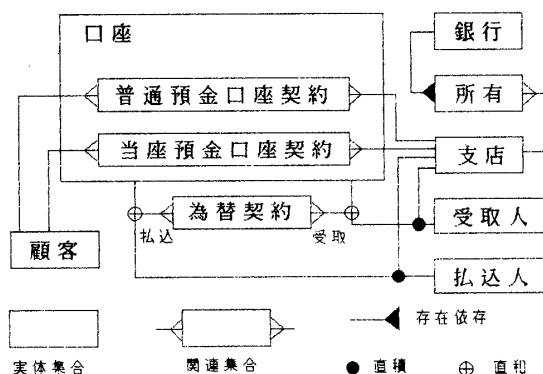 口座
銀行
普通預金口座契約
所有
当座預金口座契約
支店
為替契約
払込
受取
受取人
顧客
払込人
存在依存
実体集合
関連集合
直積
直和